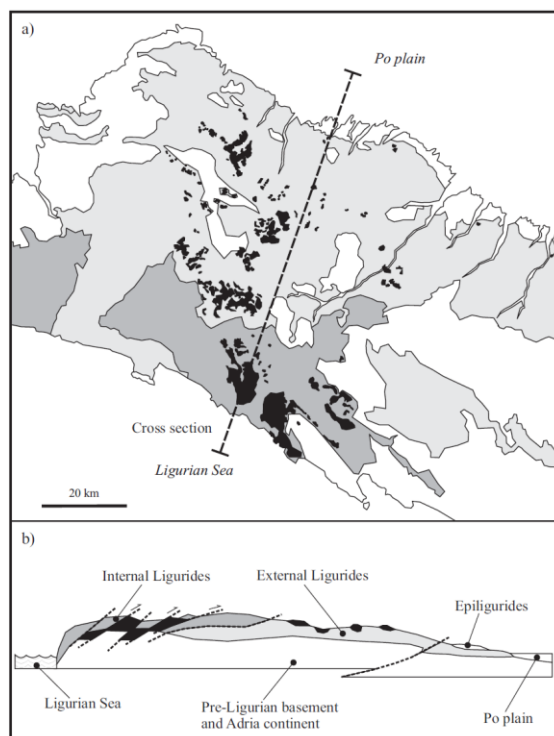 a)
Po plain
Cross section
Ligurian Sea
20 km
b)
Internal Ligurides
External Ligurides
Epiligurides
Ligurian Sea
Pre-Ligurian basement
and Adria continent
Po plain